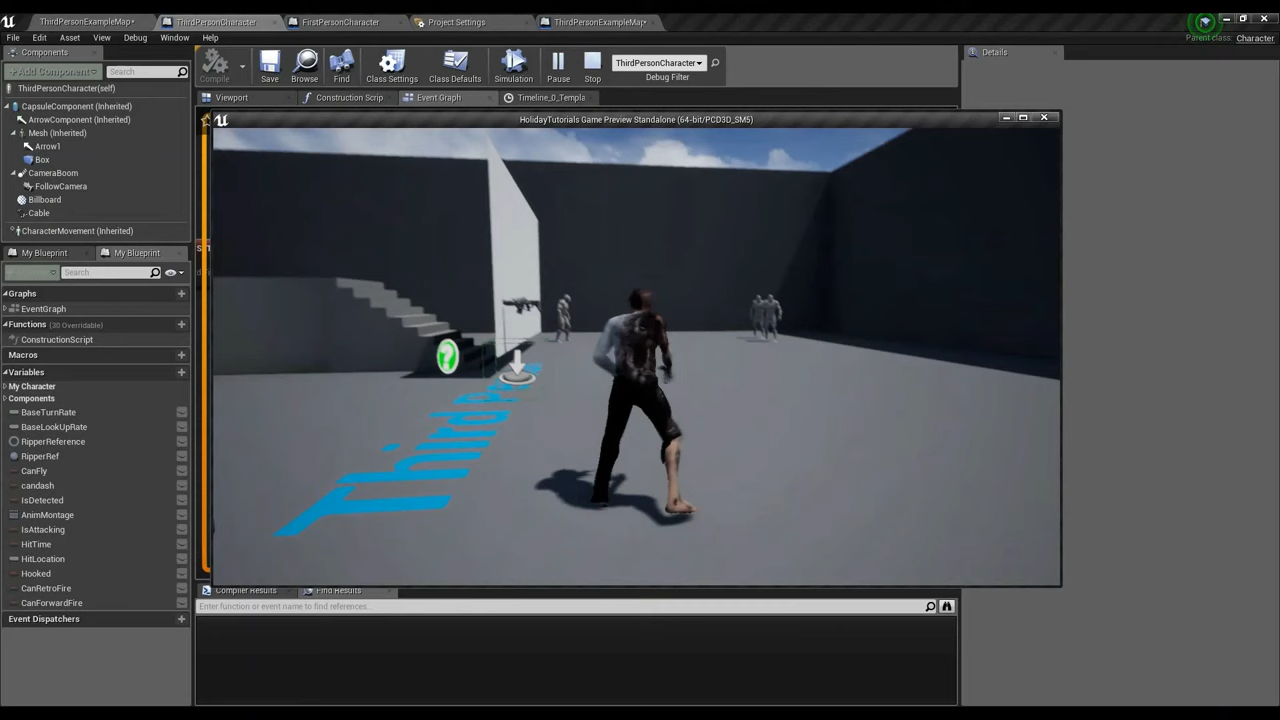 ThirdPersonExampleMap*
ThirdPersonCharacter
FirstPersonCharacter
Project Settings
ThirdPersonExampleMap*
File Edit Asset View Debug Window Help
Parent class: Character
Components
+Add Component
Search
ThirdPersonCharacter(self)
CapsuleComponent (Inherited)
ArrowComponent (Inherited)
Mesh (Inherited)
Arrow1
Box
CameraBoom
FollowCamera
Billboard
Cable
CharacterMovement (Inherited)
My Blueprint
My Blueprint
Search
Graphs
EventGraph
Functions (30 Overridable)
ConstructionScript
Macros
Variables
My Character
Components
BaseTurnRate
BaseLookUpRate
RipperReference
RipperRef
CanFly
candash
IsDetected
AnimMontage
IsAttacking
HitTime
HitLocation
Hooked
CanRetroFire
CanForwardFire
Event Dispatchers
Compile
Save
Browse
Find
Class Settings
Class Defaults
Simulation
Pause
Stop
ThirdPersonCharacter
Debug Filter
Viewport
Construction Scrip
Event Graph
Timeline_0_Templa
HolidayTutorials Game Preview Standalone (64-bit/PCD3D_SM5)
Compiler Results
Find Results
Enter function or event name to find references...
Details